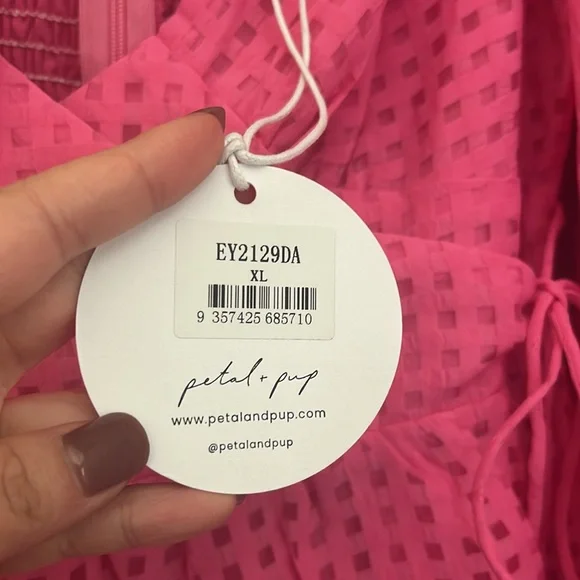 EY2129DA
XL
9 357425 685710
petal + pup
www.petalandpup.com
@petalandpup